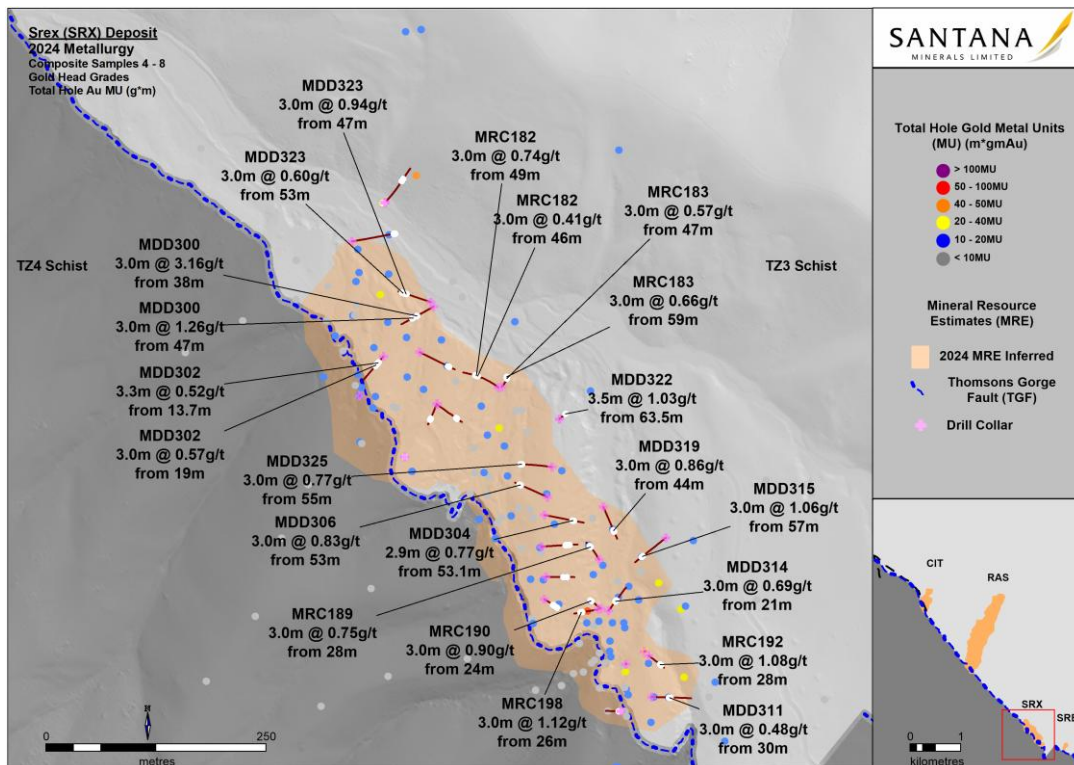 Srex (SRX) Deposit
2024 Metallurgy
Composite Samples 4 - 8
Gold Head Grades
Total Hole Au MU (g*m)
MDD323
3.0m @ 0.94g/t
from 47m
MDD323
3.0m @ 0.60g/t
from 53m
MRC182
3.0m @ 0.74g/t
from 49m
MRC182
3.0m @ 0.41g/t
from 46m
MRC183
3.0m @ 0.57g/t
from 47m
MRC183
3.0m @ 0.66g/t
from 59m
TZ4 Schist
TZ3 Schist
MDD300
3.0m @ 3.16g/t
from 38m
MDD300
3.0m @ 1.26g/t
from 47m
MDD302
3.3m @ 0.52g/t
from 13.7m
MDD302
3.0m @ 0.57g/t
from 19m
MDD322
3.5m @ 1.03g/t
from 63.5m
MDD319
3.0m @ 0.86g/t
from 44m
MDD315
3.0m @ 1.06g/t
from 57m
MDD325
3.0m @ 0.77g/t
from 55m
MDD306
3.0m @ 0.83g/t
from 53m
MDD304
2.9m @ 0.77g/t
from 53.1m
MDD314
3.0m @ 0.69g/t
from 21m
MRC189
3.0m @ 0.75g/t
from 28m
MRC190
3.0m @ 0.90g/t
from 24m
MRC192
3.0m @ 1.08g/t
from 28m
MRC198
3.0m @ 1.12g/t
from 26m
MDD311
3.0m @ 0.48g/t
from 30m
N
0 250
metres
SANTANA
MINERALS LIMITED
Total Hole Gold Metal Units
(MU) (m*gmAu)
> 100MU
50 - 100MU
40 - 50MU
20 - 40MU
10 - 20MU
< 10MU
Mineral Resource
Estimates (MRE)
2024 MRE Inferred
Thomsons Gorge
Fault (TGF)
Drill Collar
CIT
RAS
SRX
SRE
0 1
kilometres